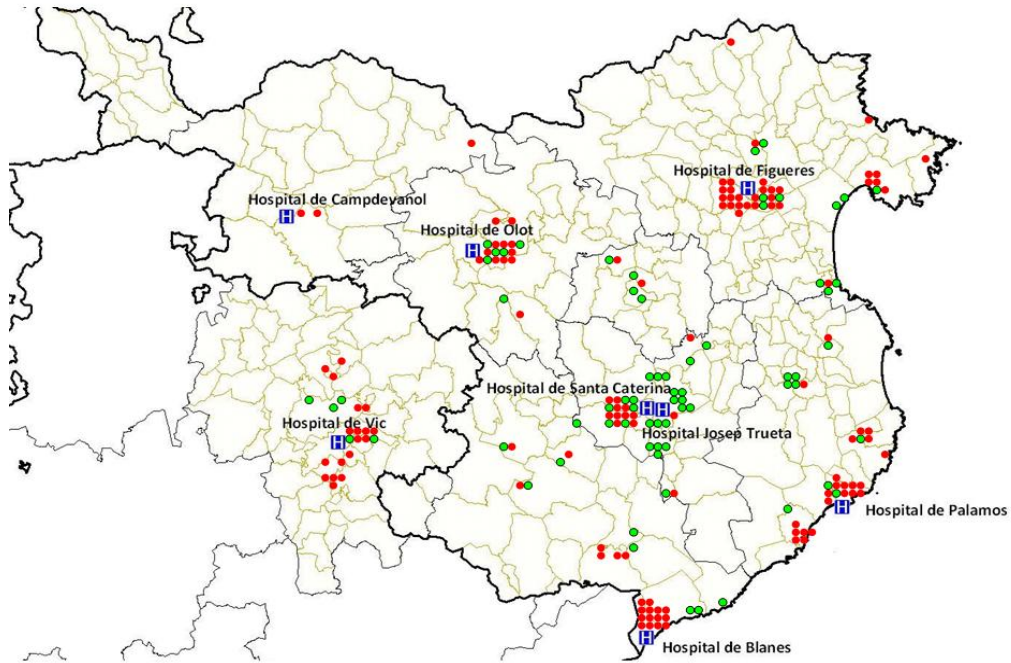 Hospital de Figueres
H
Hospital de Campdevanol
H
Hospital de Olot
H
Hospital de Santa Caterina
H H
Hospital de Vic
H
Hospital Josep Trueta
H
Hospital de Palamos
H
Hospital de Blanes